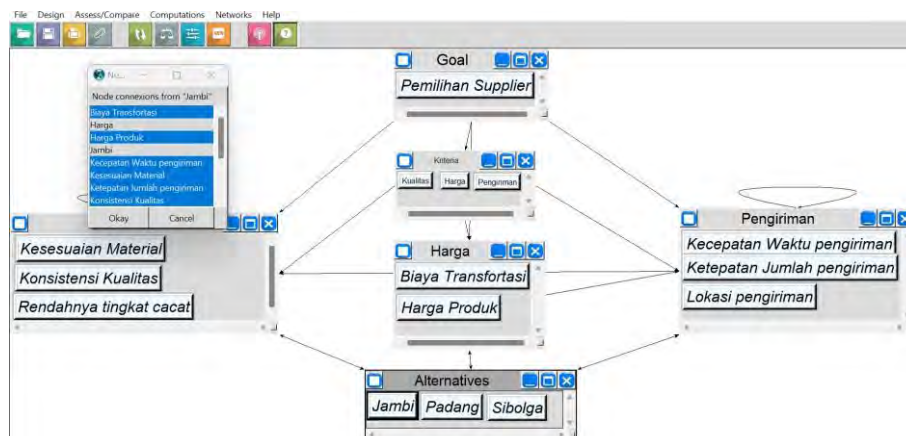 File Design Assess/Compare Computations Networks Help
Goal
Pemilihan Supplier
Node connexions from "Jambi"
Biaya Transfortasi
Harga
Harga Produk
Jambi
Kecepatan Waktu pengiriman
Kesesuaian Material
Ketepatan Jumlah pengiriman
Konsistensi Kualitas
Okay Cancel
Kriteria
Kualitas Harga Pengiriman
Kesesuaian Material
Konsistensi Kualitas
Rendahnya tingkat cacat
Harga
Biaya Transfortasi
Harga Produk
Pengiriman
Kecepatan Waktu pengiriman
Ketepatan Jumlah pengiriman
Lokasi pengiriman
Alternatives
Jambi Padang Sibolga